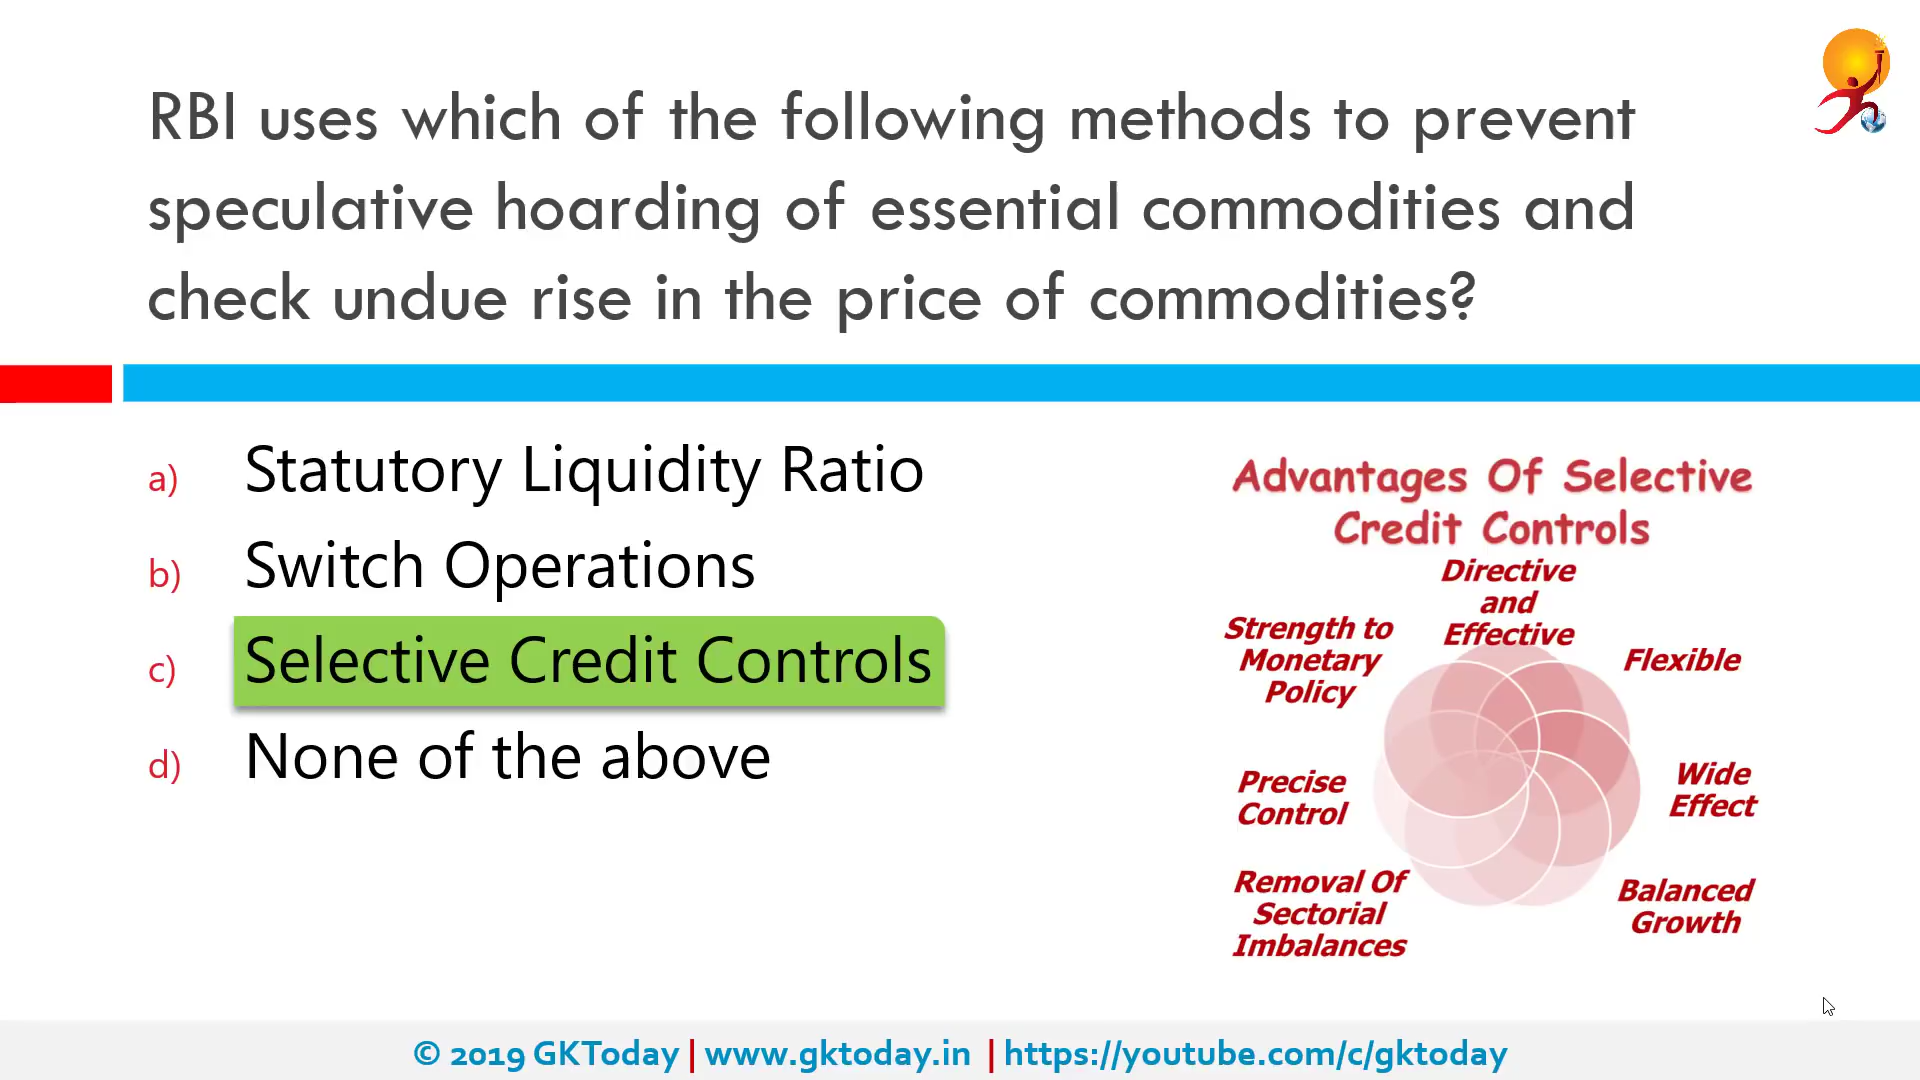 RBI uses which of the following methods to prevent
speculative hoarding of essential commodities and
check undue rise in the price of commodities?
a) Statutory Liquidity Ratio
b) Switch Operations
c) Selective Credit Controls
d) None of the above
Advantages Of Selective
Credit Controls
Directive
and
Effective
Strength to
Monetary
Policy
Flexible
Precise
Control
Wide
Effect
Removal Of
Sectorial
Imbalances
Balanced
Growth
© 2019 GKToday | www.gktoday.in | https://youtube.com/c/gktoday